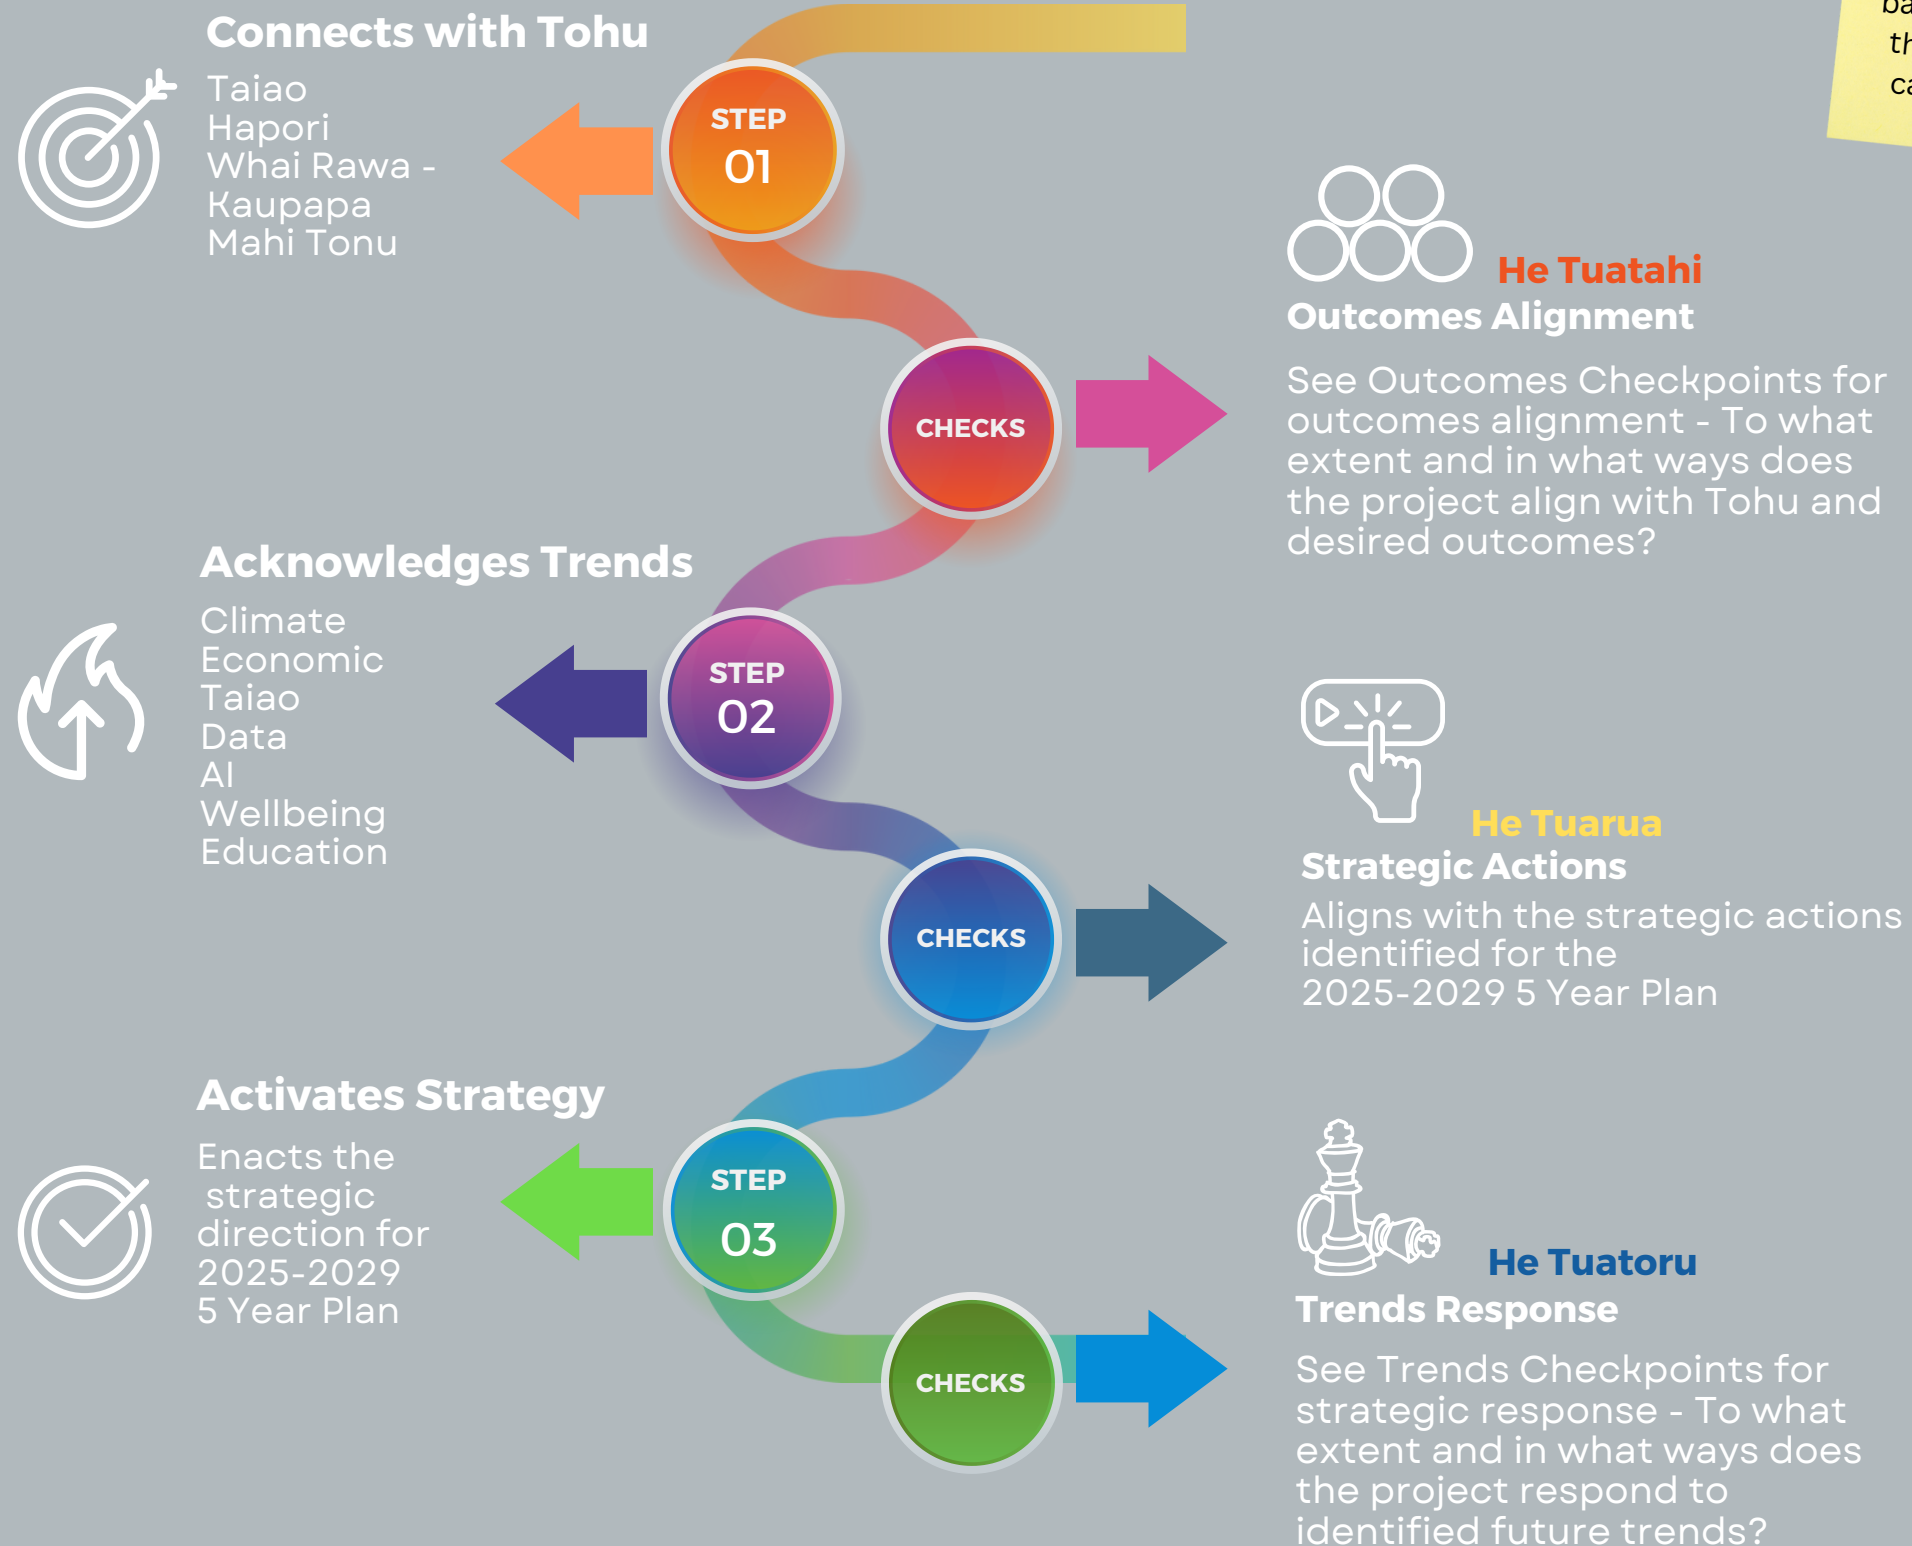 Connects with Tohu
Taiao
Hapori
Whai Rawa -
Kaupapa
Mahi Tonu
STEP
01
CHECKS
He Tuatahi
Outcomes Alignment
See Outcomes Checkpoints for
outcomes alignment - To what
extent and in what ways does
the project align with Tohu and
desired outcomes?
Acknowledges Trends
Climate
Economic
Taiao
Data
AI
Wellbeing
Education
STEP
02
CHECKS
He Tuarua
Strategic Actions
Aligns with the strategic actions
identified for the
2025-2029 5 Year Plan
Activates Strategy
Enacts the
strategic
direction for
2025-2029
5 Year Plan
STEP
03
CHECKS
He Tuatoru
Trends Response
See Trends Checkpoints for
strategic response - To what
extent and in what ways does
the project respond to
identified future trends?